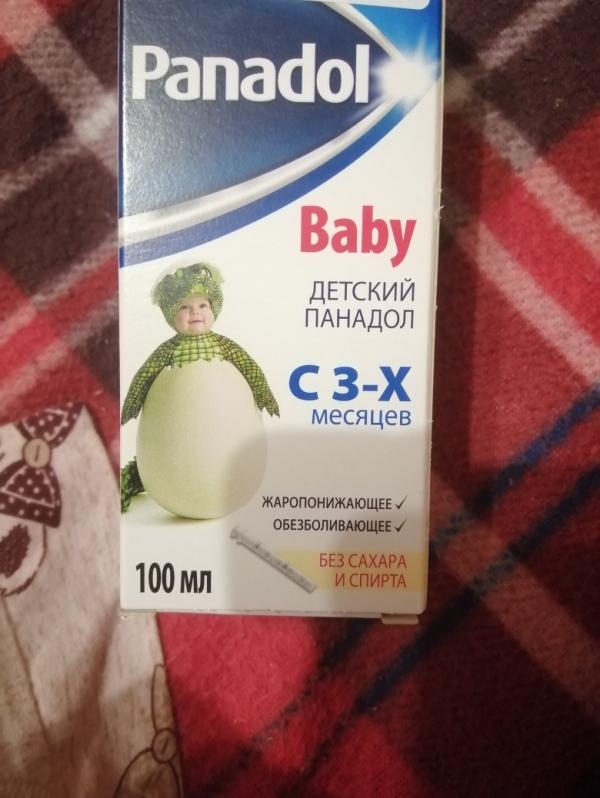 Panadol
Baby
ДЕТСКИЙ
ПАНАДОЛ
С 3-Х
месяцев
ЖАРОПОНИЖАЮЩЕЕ ✓
ОБЕЗБОЛИВАЮЩЕЕ ✓
БЕЗ САХАРА
И СПИРТА
100 мл